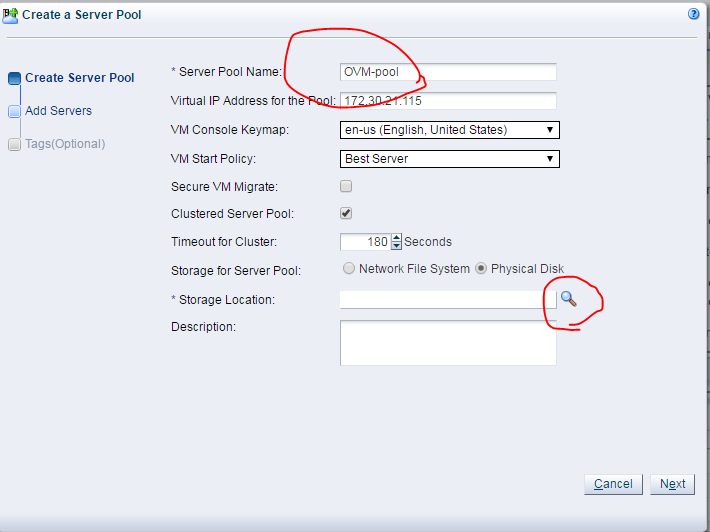 Create a Server Pool
Create Server Pool
Add Servers
Tags(Optional)
* Server Pool Name: OVM-pool
Virtual IP Address for the Pool: 172.30.21.115
VM Console Keymap: en-us (English, United States)
VM Start Policy: Best Server
Secure VM Migrate:
Clustered Server Pool:
Timeout for Cluster: 180 Seconds
Storage for Server Pool: Network File System Physical Disk
* Storage Location:
Description:
Cancel Next